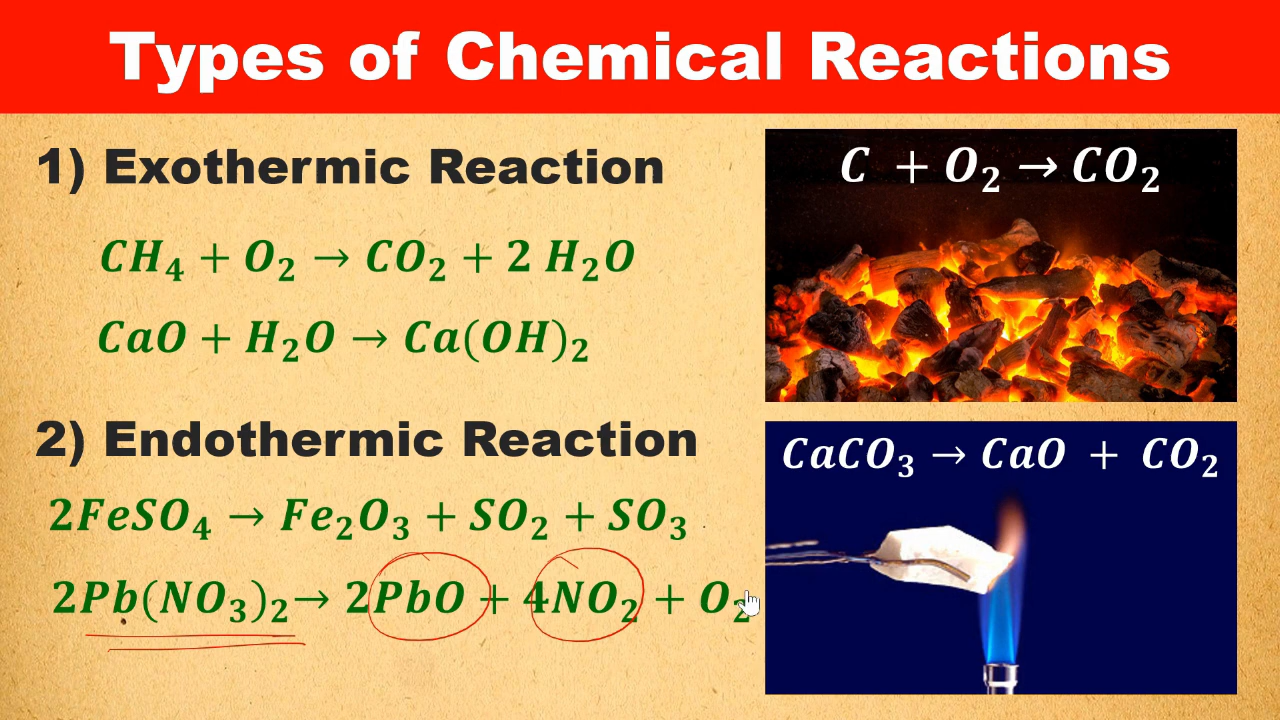 Types of Chemical Reactions
1) Exothermic Reaction
CH₄ + O₂ → CO₂ + 2 H₂O
CaO + H₂O → Ca(OH)₂
2) Endothermic Reaction
2FeSO₄ → Fe₂O₃ + SO₂ + SO₃
2Pb(NO₃)₂→ 2PbO + 4NO₂ + O₂
C + O₂ → CO₂
CaCO₃ → CaO + CO₂